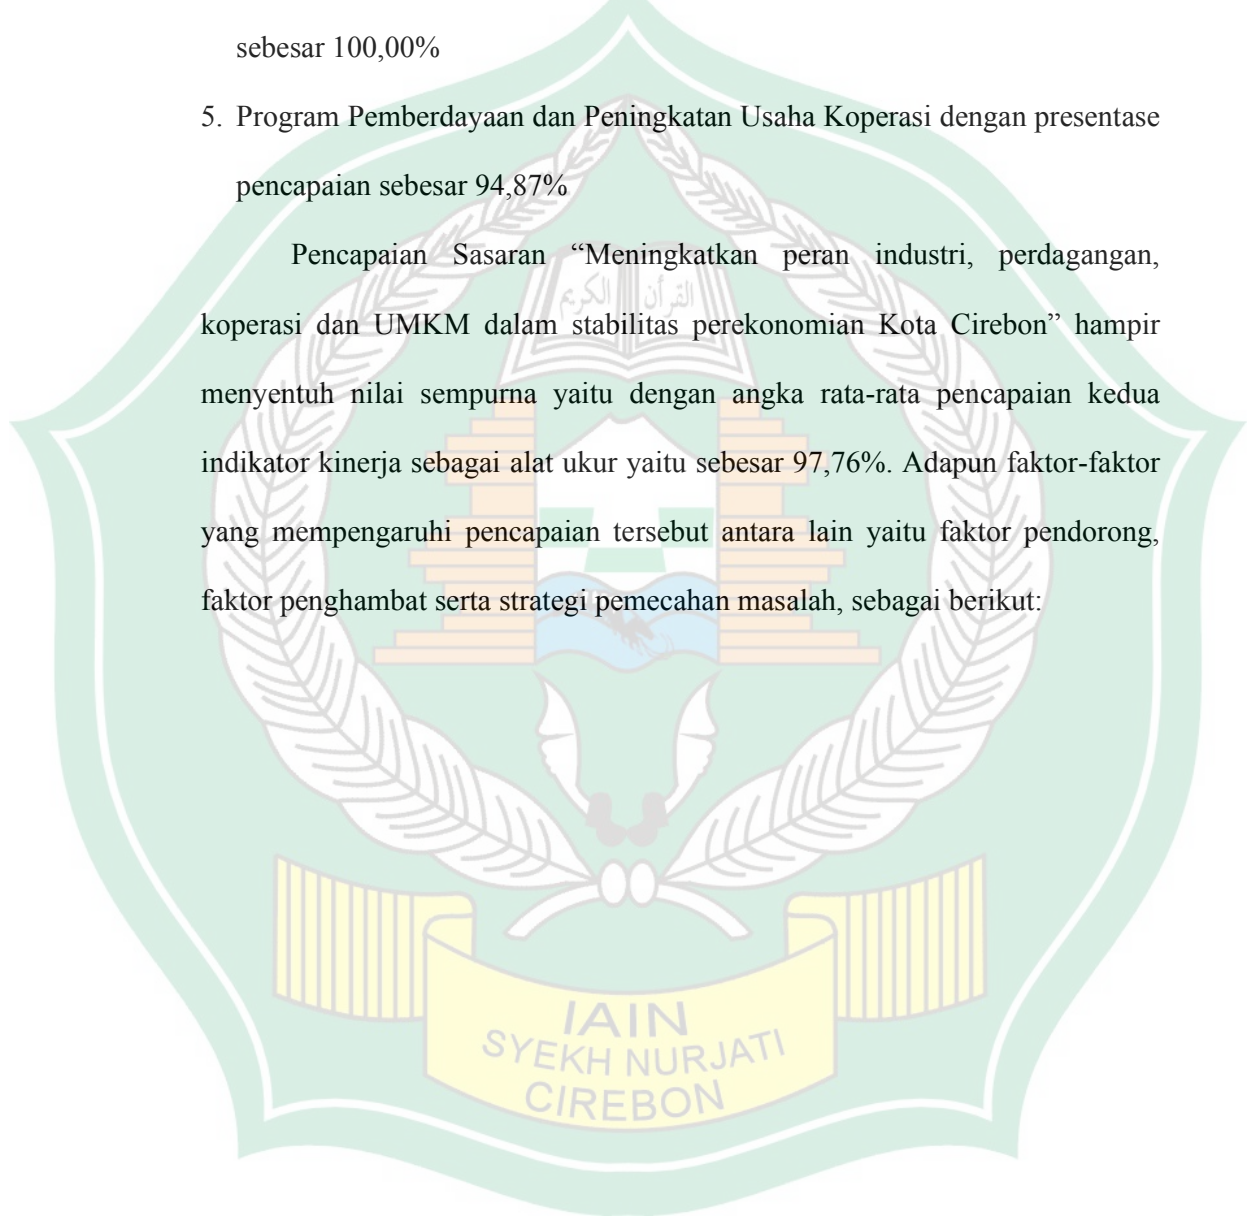 sebesar 100,00%
5. Program Pemberdayaan dan Peningkatan Usaha Koperasi dengan presentase
pencapaian sebesar 94,87%
Pencapaian Sasaran “Meningkatkan peran industri, perdagangan,
koperasi dan UMKM dalam stabilitas perekonomian Kota Cirebon” hampir
menyentuh nilai sempurna yaitu dengan angka rata-rata pencapaian kedua
indikator kinerja sebagai alat ukur yaitu sebesar 97,76%. Adapun faktor-faktor
yang mempengaruhi pencapaian tersebut antara lain yaitu faktor pendorong,
faktor penghambat serta strategi pemecahan masalah, sebagai berikut:
القرآن الكريم
IAIN
SYEKH NURJATI
CIREBON